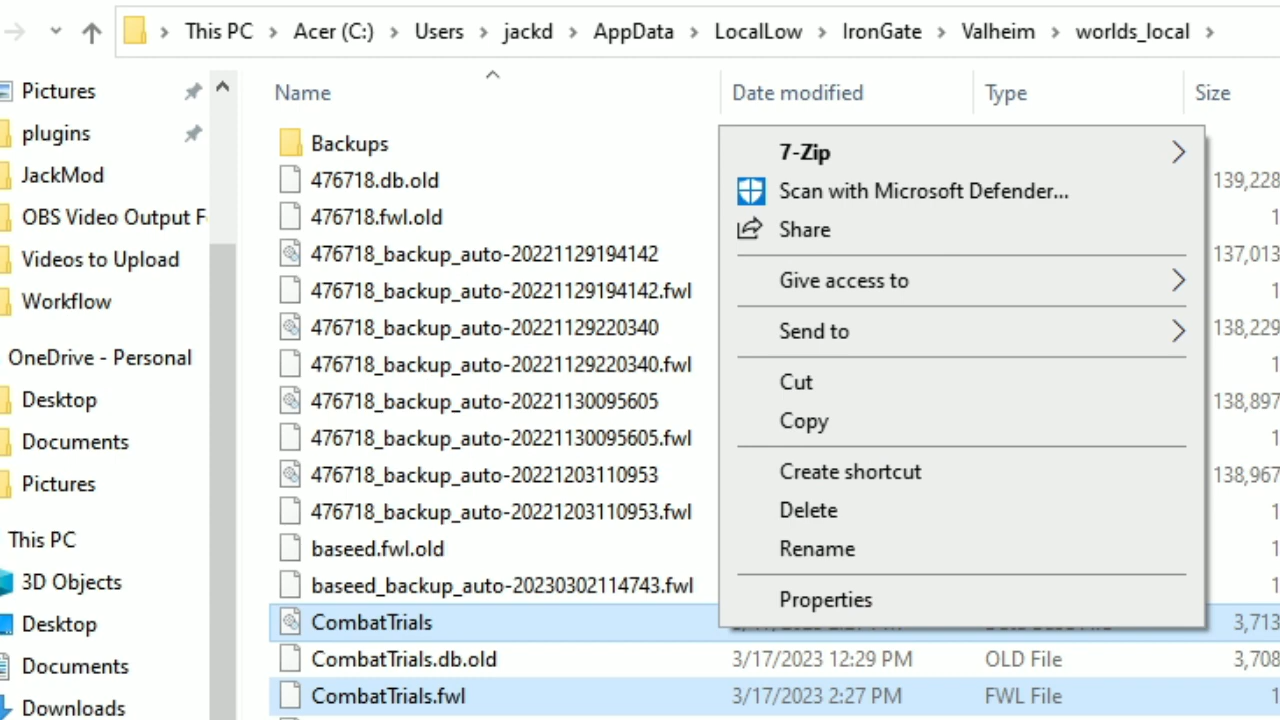 This PC > Acer (C:) > Users > jackd > AppData > LocalLow > IronGate > Valheim > worlds_local >
Pictures
plugins
JackMod
OBS Video Output F
Videos to Upload
Workflow
OneDrive - Personal
Desktop
Documents
Pictures
This PC
3D Objects
Desktop
Documents
Downloads
Name Date modified Type Size
Backups
476718.db.old 139,228
476718.fwl.old 1
476718_backup_auto-20221129194142 137,013
476718_backup_auto-20221129194142.fwl 1
476718_backup_auto-20221129220340 138,229
476718_backup_auto-20221129220340.fwl 1
476718_backup_auto-20221130095605 138,897
476718_backup_auto-20221130095605.fwl 1
476718_backup_auto-20221203110953 138,967
476718_backup_auto-20221203110953.fwl 1
baseed.fwl.old 1
baseed_backup_auto-20230302114743.fwl 1
CombatTrials 3,713
CombatTrials.db.old 3/17/2023 12:29 PM OLD File 3,708
CombatTrials.fwl 3/17/2023 2:27 PM FWL File 1
7-Zip
Scan with Microsoft Defender...
Share
Give access to
Send to
Cut
Copy
Create shortcut
Delete
Rename
Properties